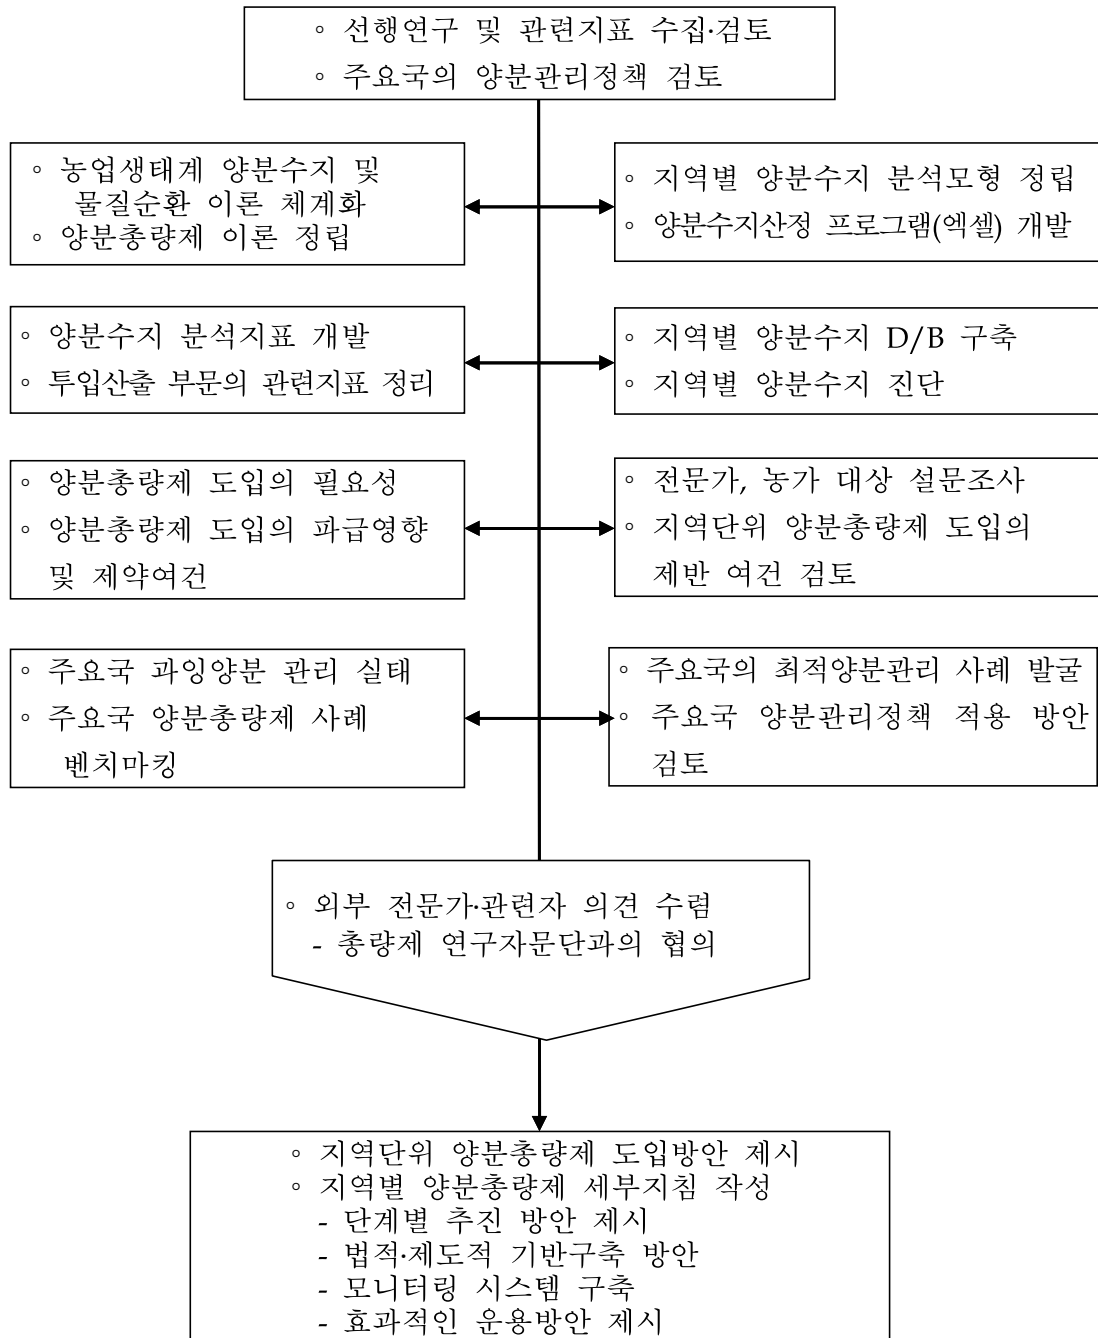 ◦ 선행연구 및 관련지표 수집·검토
◦ 주요국의 양분관리정책 검토
◦ 농업생태계 양분수지 및
물질순환 이론 체계화
◦ 양분총량제 이론 정립
◦ 지역별 양분수지 분석모형 정립
◦ 양분수지산정 프로그램(엑셀) 개발
◦ 양분수지 분석지표 개발
◦ 투입산출 부문의 관련지표 정리
◦ 지역별 양분수지 D/B 구축
◦ 지역별 양분수지 진단
◦ 양분총량제 도입의 필요성
◦ 양분총량제 도입의 파급영향
및 제약여건
◦ 전문가, 농가 대상 설문조사
◦ 지역단위 양분총량제 도입의
제반 여건 검토
◦ 주요국 과잉양분 관리 실태
◦ 주요국 양분총량제 사례
벤치마킹
◦ 주요국의 최적양분관리 사례 발굴
◦ 주요국 양분관리정책 적용 방안
검토
◦ 외부 전문가·관련자 의견 수렴
- 총량제 연구자문단과의 협의
◦ 지역단위 양분총량제 도입방안 제시
◦ 지역별 양분총량제 세부지침 작성
- 단계별 추진 방안 제시
- 법적·제도적 기반구축 방안
- 모니터링 시스템 구축
- 효과적인 운용방안 제시